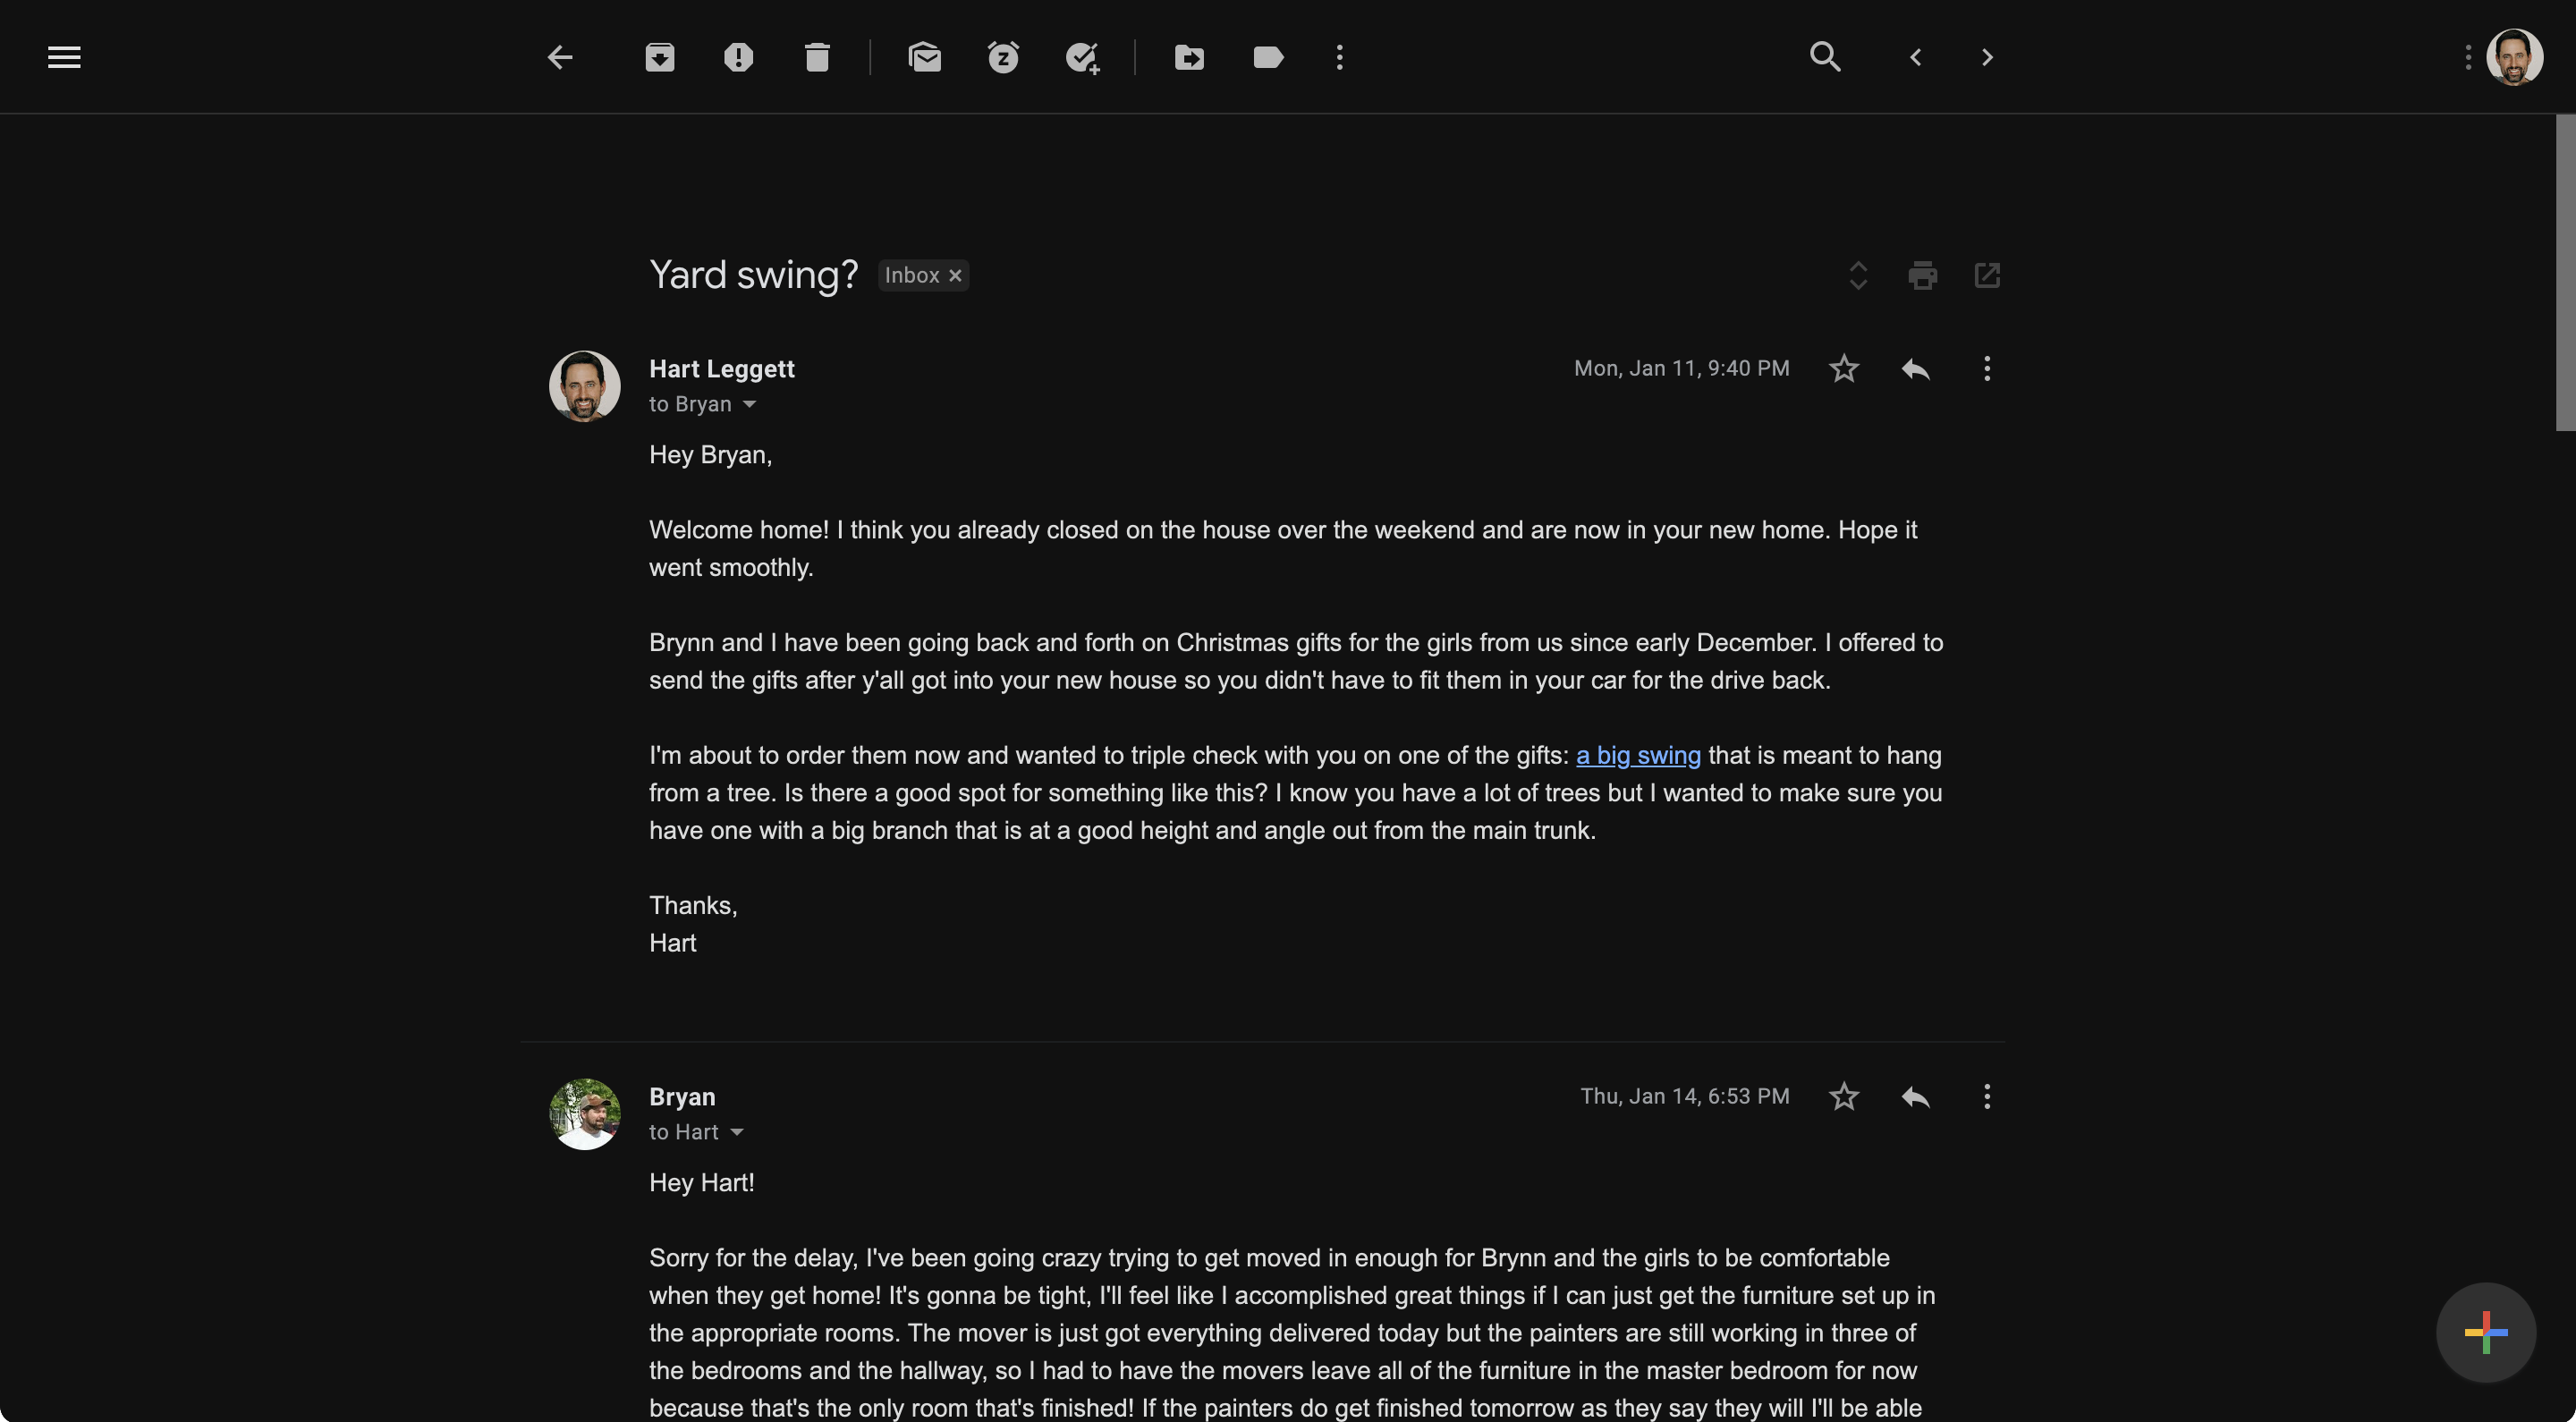 Yard swing? Inbox ×
Hart Leggett Mon, Jan 11, 9:40 PM
to Bryan
Hey Bryan,
Welcome home! I think you already closed on the house over the weekend and are now in your new home. Hope it
went smoothly.
Brynn and I have been going back and forth on Christmas gifts for the girls from us since early December. I offered to
send the gifts after y'all got into your new house so you didn't have to fit them in your car for the drive back.
I'm about to order them now and wanted to triple check with you on one of the gifts: a big swing that is meant to hang
from a tree. Is there a good spot for something like this? I know you have a lot of trees but I wanted to make sure you
have one with a big branch that is at a good height and angle out from the main trunk.
Thanks,
Hart
Bryan Thu, Jan 14, 6:53 PM
to Hart
Hey Hart!
Sorry for the delay, I've been going crazy trying to get moved in enough for Brynn and the girls to be comfortable
when they get home! It's gonna be tight, I'll feel like I accomplished great things if I can just get the furniture set up in
the appropriate rooms. The mover is just got everything delivered today but the painters are still working in three of
the bedrooms and the hallway, so I had to have the movers leave all of the furniture in the master bedroom for now
because that's the only room that's finished! If the painters do get finished tomorrow as they say they will I'll be able